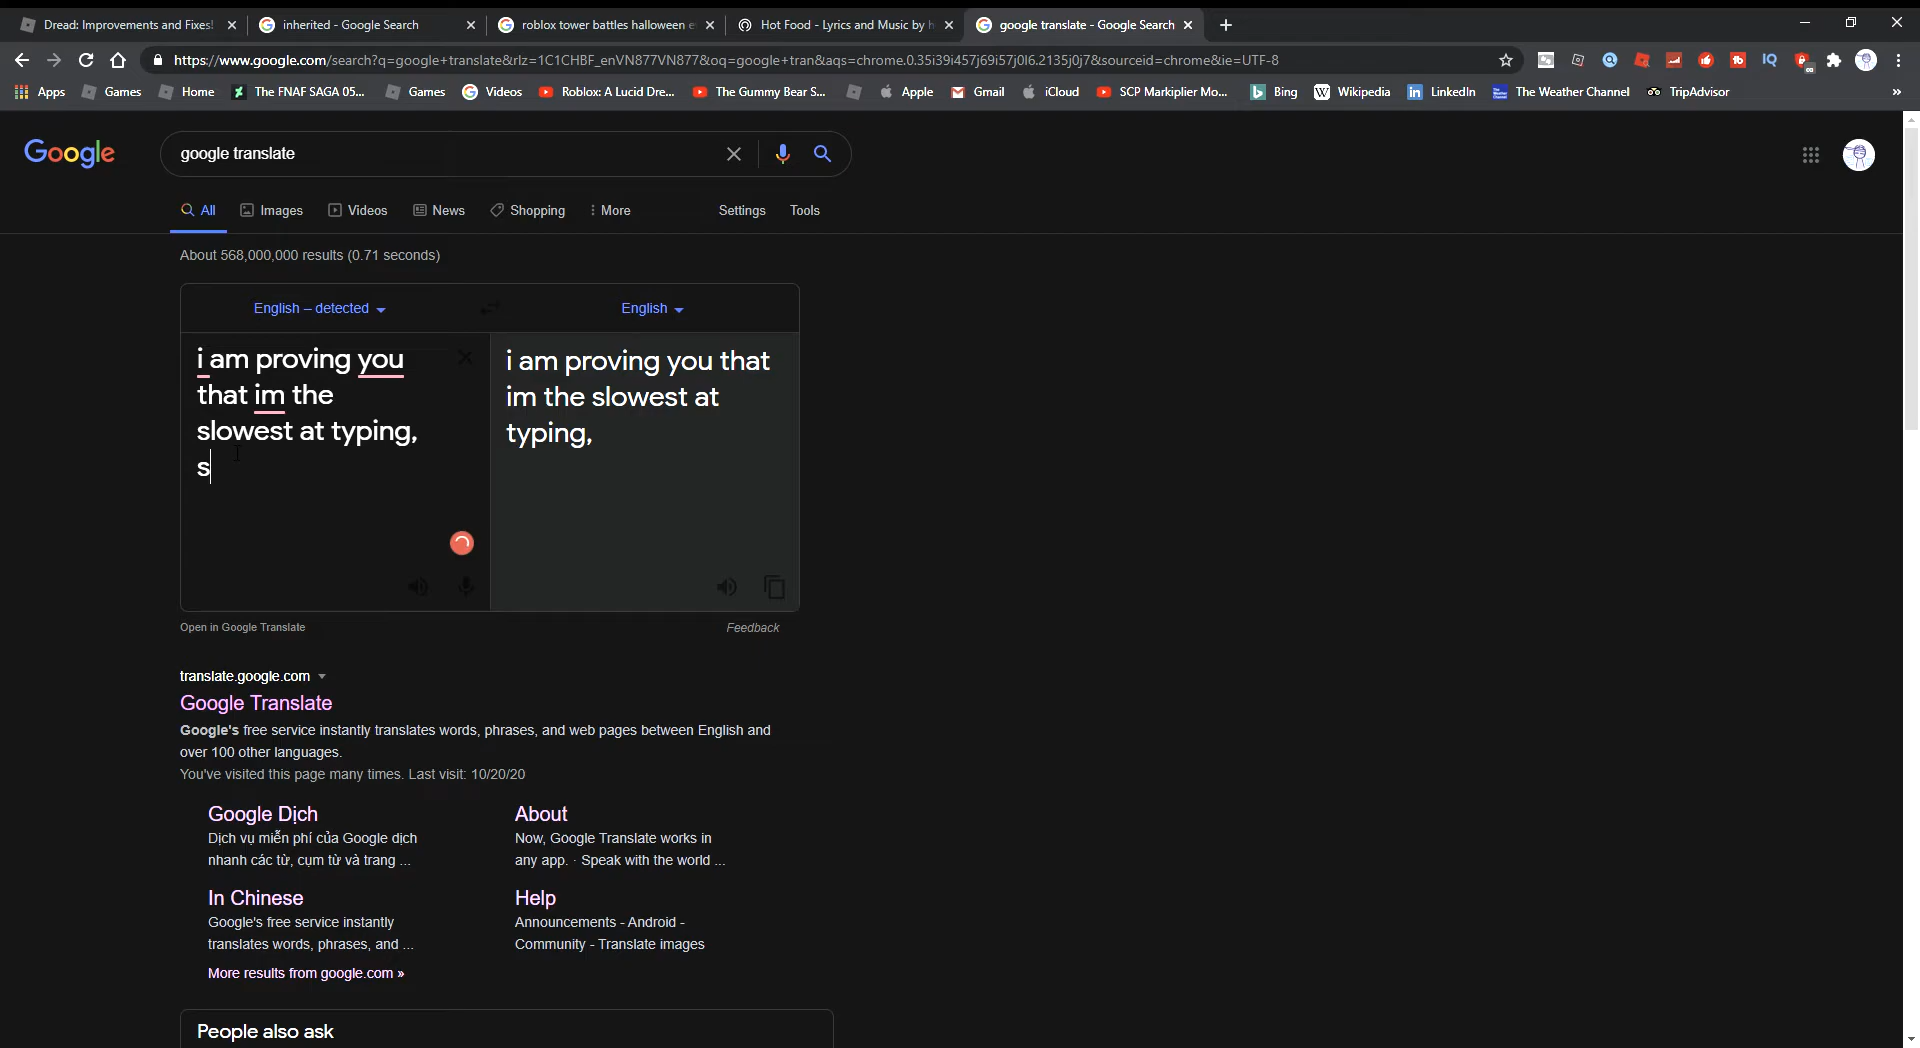 Dread: Improvements and Fixes!
inherited - Google Search
roblox tower battles halloween e
Hot Food - Lyrics and Music by h
google translate - Google Search
https://www.google.com/search?q=google+translate&rlz=1C1CHBF_enVN877VN877&oq=google+tran&aqs=chrome.0.35i39i457j69i57j0l6.2135j0j7&sourceid=chrome&ie=UTF-8
Apps
Games
Home
The FNAF SAGA 05...
Games
Videos
Roblox: A Lucid Dre...
The Gummy Bear S...
Apple
Gmail
iCloud
SCP Markiplier Mo...
Bing
Wikipedia
LinkedIn
The Weather Channel
TripAdvisor
»
Google
google translate
All
Images
Videos
News
Shopping
More
Settings
Tools
About 568,000,000 results (0.71 seconds)
English – detected
English
i am proving you
that im the
slowest at typing,
s
i am proving you that
im the slowest at
typing,
Open in Google Translate
Feedback
translate.google.com
Google Translate
Google's free service instantly translates words, phrases, and web pages between English and
over 100 other languages.
You've visited this page many times. Last visit: 10/20/20
Google Dịch
Dịch vụ miễn phí của Google dịch
nhanh các từ, cụm từ và trang ...
About
Now, Google Translate works in
any app. · Speak with the world ...
In Chinese
Google's free service instantly
translates words, phrases, and ...
Help
Announcements - Android -
Community - Translate images
More results from google.com »
People also ask